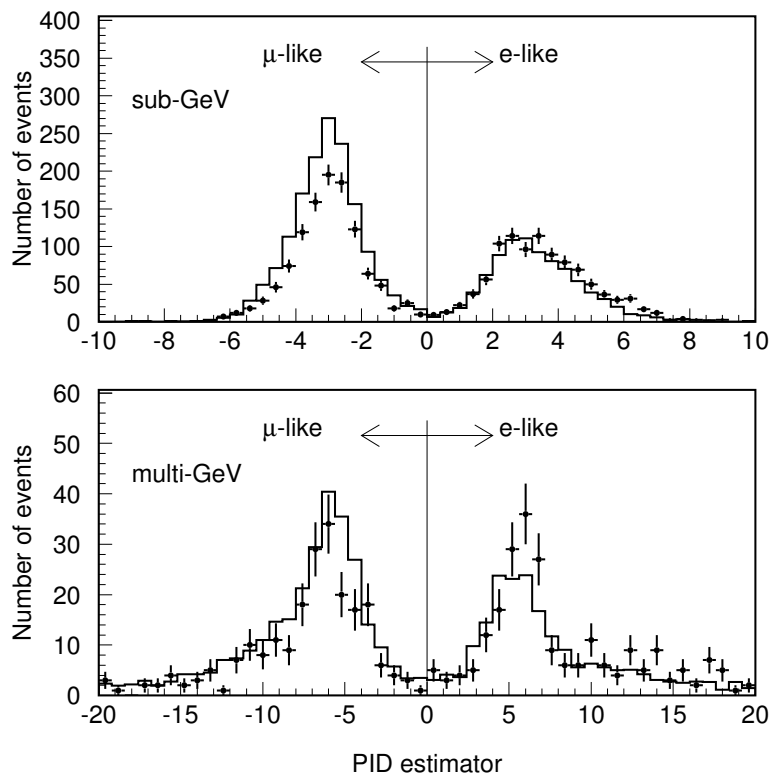 400
350
300
250
200
150
100
50
0
Number of events
μ-like
e-like
sub-GeV
-10 -8 -6 -4 -2 0 2 4 6 8 10
60
50
40
30
20
10
0
Number of events
μ-like
e-like
multi-GeV
-20 -15 -10 -5 0 5 10 15 20
PID estimator